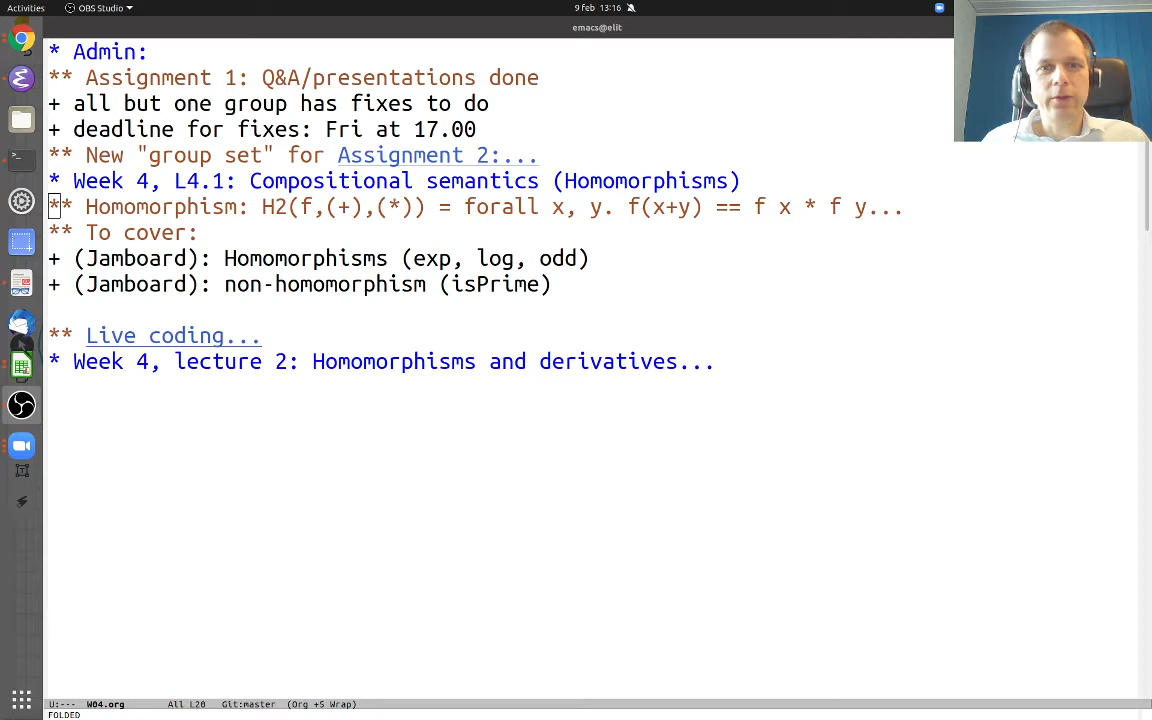 Activities OBS Studio 9 feb 13:16
emacs@elit
* Admin:
** Assignment 1: Q&A/presentations done
+ all but one group has fixes to do
+ deadline for fixes: Fri at 17.00
** New "group set" for Assignment 2:...
* Week 4, L4.1: Compositional semantics (Homomorphisms)
** Homomorphism: H2(f,(+),(*)) = forall x, y. f(x+y) == f x * f y...
** To cover:
+ (Jamboard): Homomorphisms (exp, log, odd)
+ (Jamboard): non-homomorphism (isPrime)
** Live coding...
* Week 4, lecture 2: Homomorphisms and derivatives...
U:--- W04.org All L20 Git:master (Org +S Wrap)
FOLDED